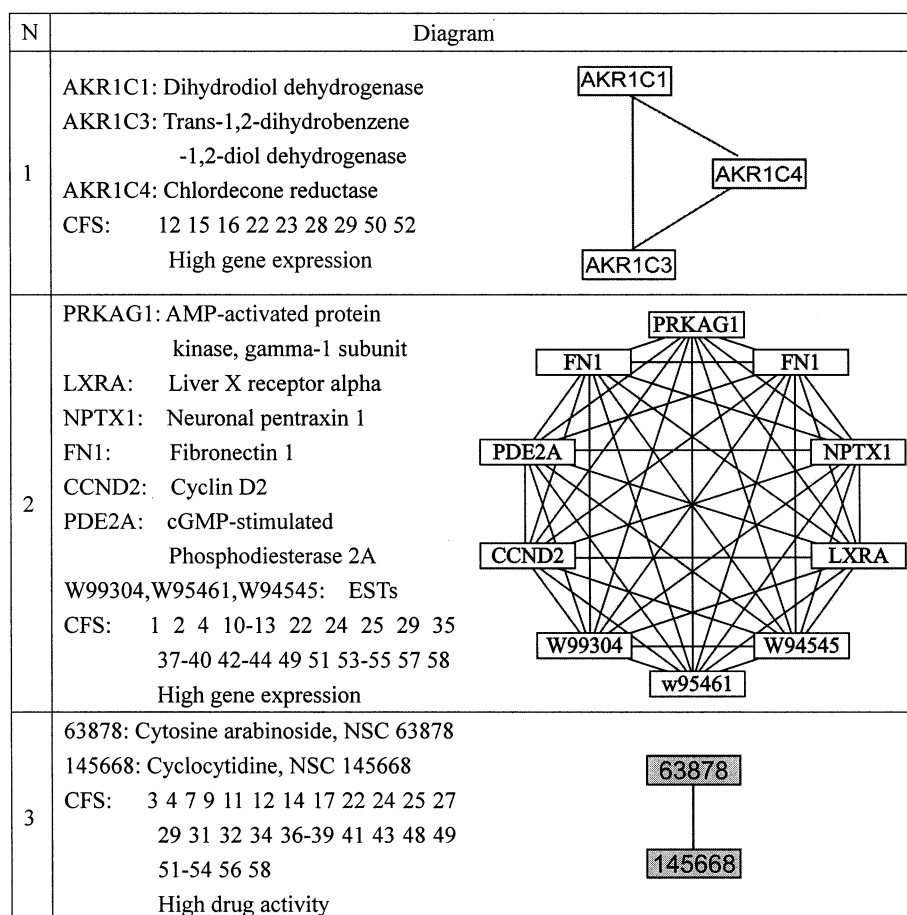 N Diagram
1
AKR1C1: Dihydrodiol dehydrogenase
AKR1C3: Trans-1,2-dihydrobenzene
-1,2-diol dehydrogenase
AKR1C4: Chlordecone reductase
CFS: 12 15 16 22 23 28 29 50 52
High gene expression
AKR1C1
AKR1C4
AKR1C3
2
PRKAG1: AMP-activated protein
kinase, gamma-1 subunit
LXRA: Liver X receptor alpha
NPTX1: Neuronal pentraxin 1
FN1: Fibronectin 1
CCND2: Cyclin D2
PDE2A: cGMP-stimulated
Phosphodiesterase 2A
W99304,W95461,W94545: ESTs
CFS: 1 2 4 10-13 22 24 25 29 35
37-40 42-44 49 51 53-55 57 58
High gene expression
PRKAG1
FN1 FN1
PDE2A NPTX1
CCND2 LXRA
W99304 W94545
w95461
3
63878: Cytosine arabinoside, NSC 63878
145668: Cyclocytidine, NSC 145668
CFS: 3 4 7 9 11 12 14 17 22 24 25 27
29 31 32 34 36-39 41 43 48 49
51-54 56 58
High drug activity
63878
145668